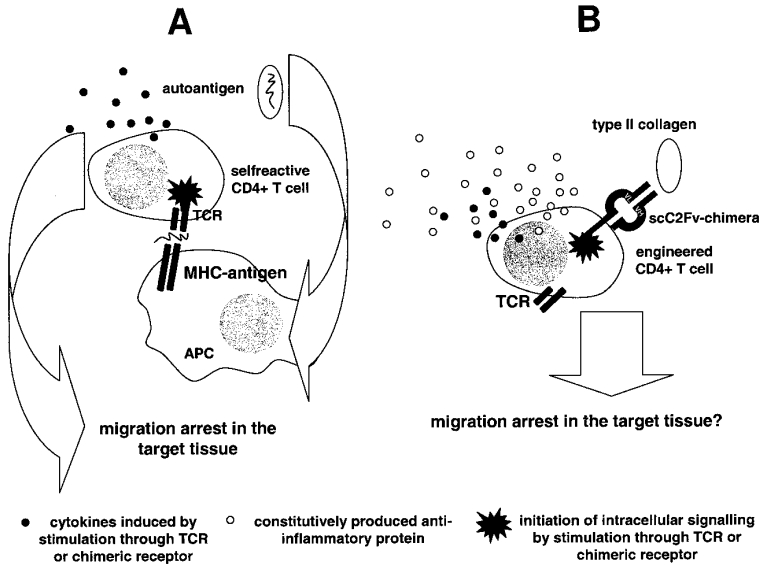 A
B
autoantigen
type II collagen
selfreactive
CD4+ T cell
TCR
scC2Fv-chimera
engineered
CD4+ T cell
MHC-antigen
TCR
APC
migration arrest in the
target tissue
migration arrest in the target tissue?
cytokines induced by
stimulation through TCR
or chimeric receptor
constitutively produced anti-
inflammatory protein
initiation of intracellular signalling
by stimulation through TCR or
chimeric receptor